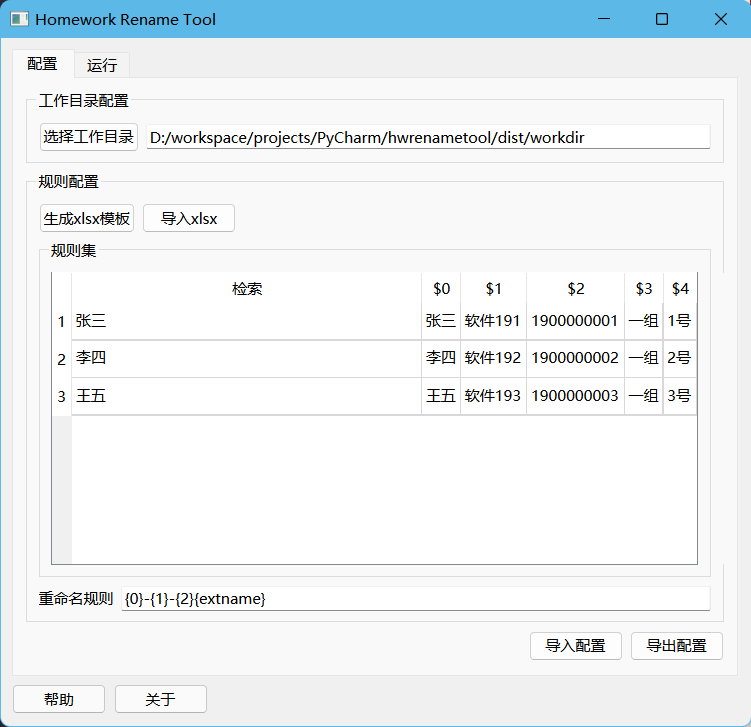 Homework Rename Tool
配置 运行
工作目录配置
选择工作目录 D:/workspace/projects/PyCharm/hwrenametool/dist/workdir
规则配置
生成xlsx模板 导入xlsx
规则集
检索 $0 $1 $2 $3 $4
1 张三 张三 软件191 1900000001 一组 1号
2 李四 李四 软件192 1900000002 一组 2号
3 王五 王五 软件193 1900000003 一组 3号
重命名规则 {0}-{1}-{2}{extname}
导入配置 导出配置
帮助 关于